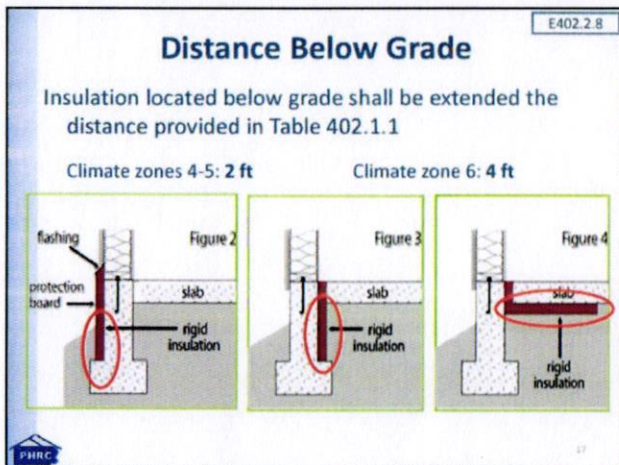 E402.2.8
Distance Below Grade
Insulation located below grade shall be extended the
distance provided in Table 402.1.1
Climate zones 4-5: 2 ft
Climate zone 6: 4 ft
Figure 2
flashing
protection
board
slab
rigid
insulation
Figure 3
slab
rigid
insulation
Figure 4
slab
rigid
insulation
PHRC
17